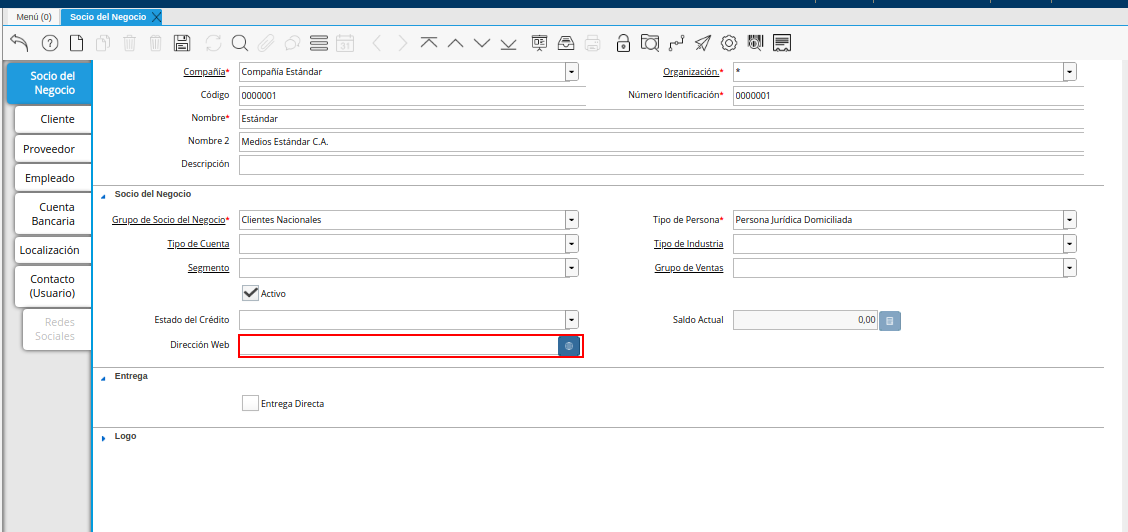 Menú (0) Socio del Negocio
31
Socio del Negocio
Cliente
Proveedor
Empleado
Cuenta Bancaria
Localización
Contacto (Usuario)
Redes Sociales
Compañía* Compañía Estándar Organización.* *
Código 0000001 Número Identificación* 0000001
Nombre* Estándar
Nombre 2 Medios Estándar C.A.
Descripción
Socio del Negocio
Grupo de Socio del Negocio* Clientes Nacionales Tipo de Persona* Persona Jurídica Domiciliada
Tipo de Cuenta Tipo de Industria
Segmento Grupo de Ventas
Activo
Estado del Crédito Saldo Actual 0,00
Dirección Web
Entrega
Entrega Directa
Logo